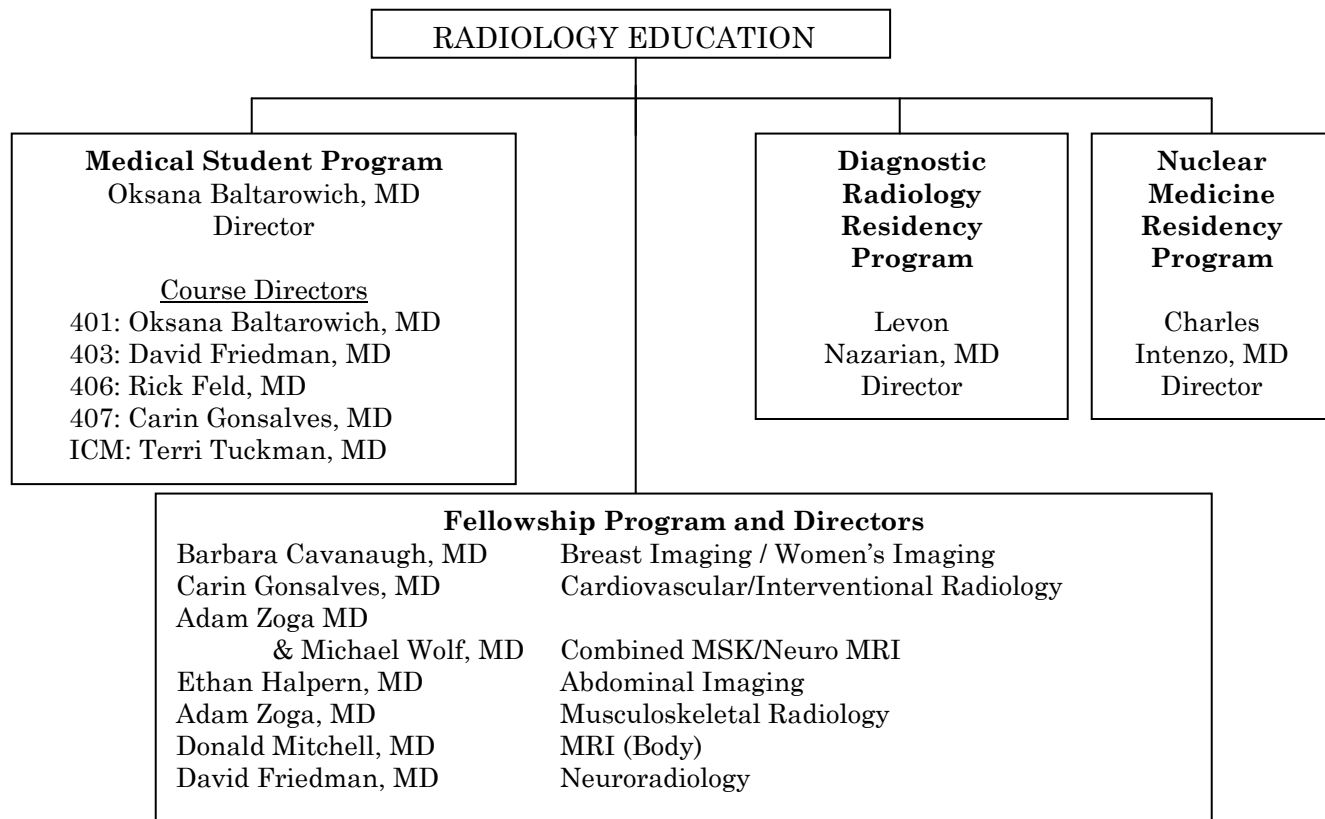 RADIOLOGY EDUCATION
Medical Student Program
Oksana Baltarowich, MD
Director
Course Directors
401: Oksana Baltarowich, MD
403: David Friedman, MD
406: Rick Feld, MD
407: Carin Gonsalves, MD
ICM: Terri Tuckman, MD
Diagnostic
Radiology
Residency
Program
Levon
Nazarian, MD
Director
Nuclear
Medicine
Residency
Program
Charles
Intenzo, MD
Director
Fellowship Program and Directors
Barbara Cavanaugh, MD Breast Imaging / Women’s Imaging
Carin Gonsalves, MD Cardiovascular/Interventional Radiology
Adam Zoga MD
& Michael Wolf, MD Combined MSK/Neuro MRI
Ethan Halpern, MD Abdominal Imaging
Adam Zoga, MD Musculoskeletal Radiology
Donald Mitchell, MD MRI (Body)
David Friedman, MD Neuroradiology